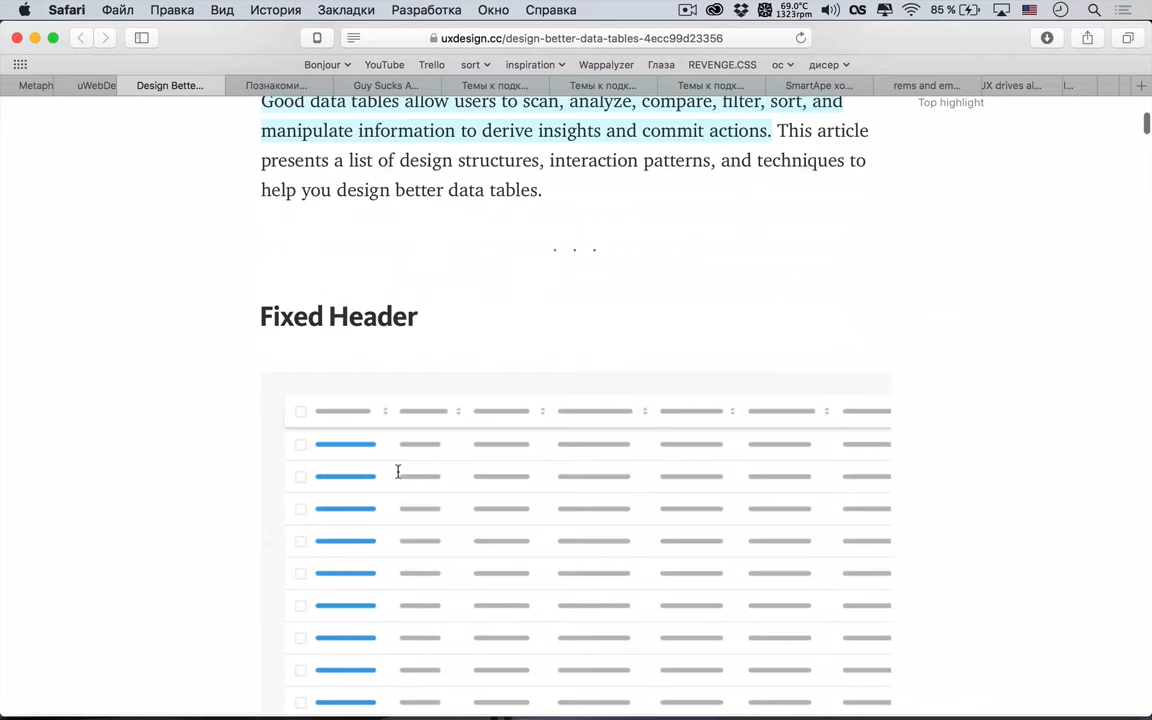 Safari Файл Правка Вид История Закладки Разработка Окно Справка 69.0°C 1323rpm 85 %
uxdesign.cc/design-better-data-tables-4ecc99d23356
Bonjour YouTube Trello sort inspiration Wappalyzer Глаза REVENGE.CSS ос дисер
Metaph uWebDe Design Bette... Познакоми... Guy Sucks A... Темы к подк... Темы к подк... Темы к подк... SmartApe хо... rems and em... JX drives al... I...
Good data tables allow users to scan, analyze, compare, filter, sort, and
Top highlight
manipulate information to derive insights and commit actions. This article
presents a list of design structures, interaction patterns, and techniques to
help you design better data tables.
. . .
Fixed Header